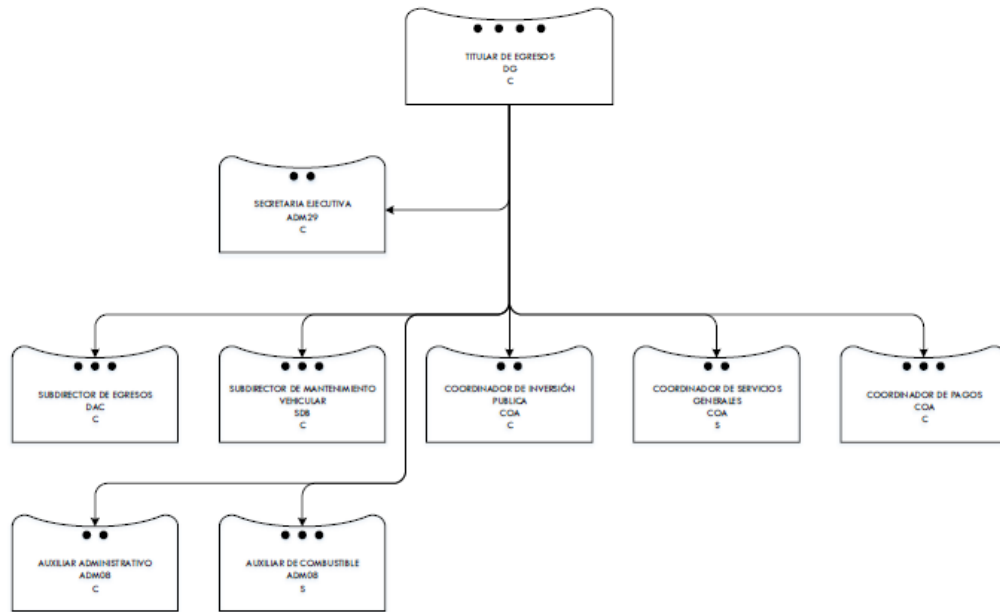 TITULAR DE EGRESOS
DG
C
SECRETARIA EJECUTIVA
ADM29
C
SUBDIRECTOR DE EGRESOS
DAC
C
SUBDIRECTOR DE MANTENIMIENTO
VEHICULAR
SDB
C
COORDINADOR DE INVERSIÓN
PUBLICA
COA
C
COORDINADOR DE SERVICIOS
GENERALES
COA
S
COORDINADOR DE PAGOS
COA
C
AUXILIAR ADMINISTRATIVO
ADM08
C
AUXILIAR DE COMBUSTIBLE
ADM08
S